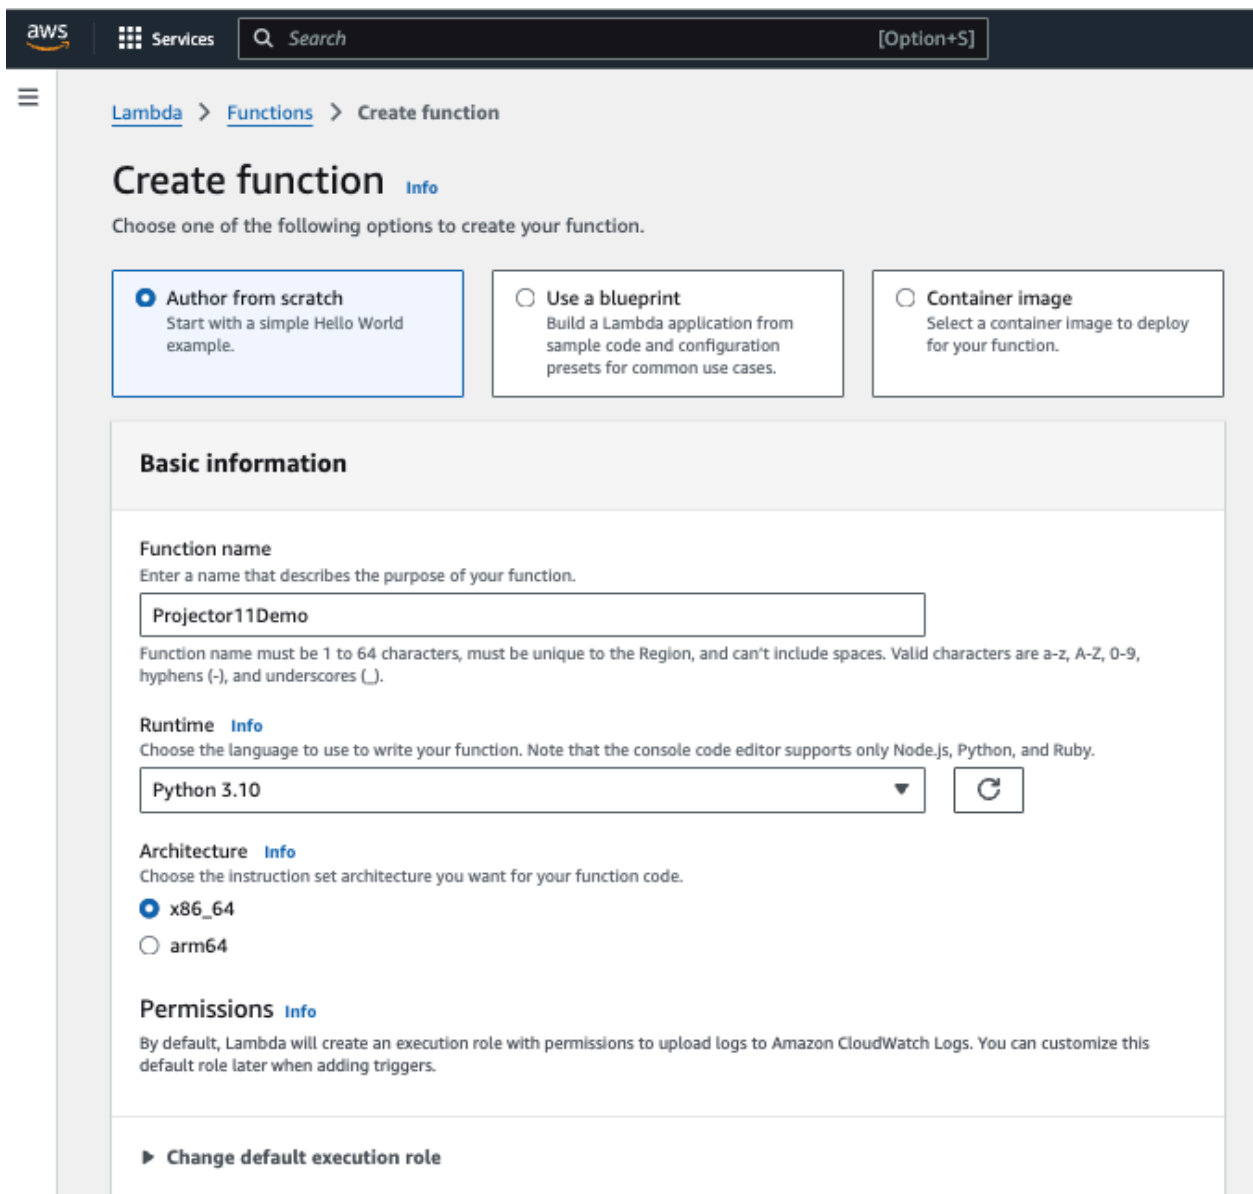 aws
Services
Search
[Option+S]
Lambda > Functions > Create function
Create function Info
Choose one of the following options to create your function.
Author from scratch
Start with a simple Hello World
example.
Use a blueprint
Build a Lambda application from
sample code and configuration
presets for common use cases.
Container image
Select a container image to deploy
for your function.
Basic information
Function name
Enter a name that describes the purpose of your function.
Projector11Demo
Function name must be 1 to 64 characters, must be unique to the Region, and can't include spaces. Valid characters are a-z, A-Z, 0-9,
hyphens (-), and underscores (_).
Runtime Info
Choose the language to use to write your function. Note that the console code editor supports only Node.js, Python, and Ruby.
Python 3.10
Architecture Info
Choose the instruction set architecture you want for your function code.
x86_64
arm64
Permissions Info
By default, Lambda will create an execution role with permissions to upload logs to Amazon CloudWatch Logs. You can customize this
default role later when adding triggers.
Change default execution role